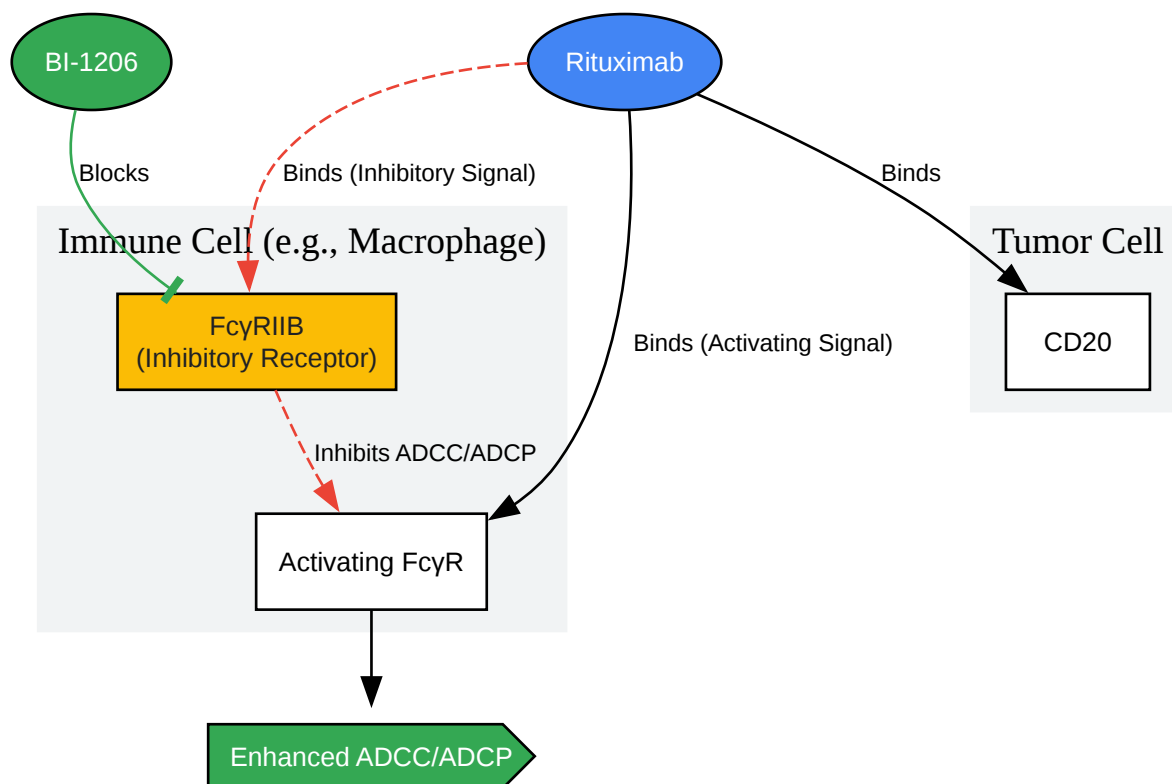 BI-1206
Rituximab
Blocks
Binds (Inhibitory Signal)
Binds
Immune Cell (e.g., Macrophage)
Tumor Cell
FcγRIIB
(Inhibitory Receptor)
Binds (Activating Signal)
CD20
Inhibits ADCC/ADCP
Activating FcγR
Enhanced ADCC/ADCP